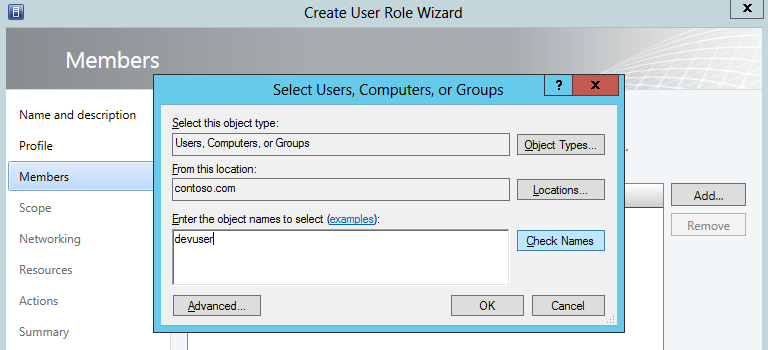 Create User Role Wizard
Members
Select Users, Computers, or Groups
?
Name and description
Profile
Members
Scope
Networking
Resources
Actions
Summary
Select this object type:
Users, Computers, or Groups
Object Types...
From this location:
contoso.com
Locations...
Enter the object names to select (examples):
devuser
Check Names
Advanced...
OK
Cancel
Add...
Remove